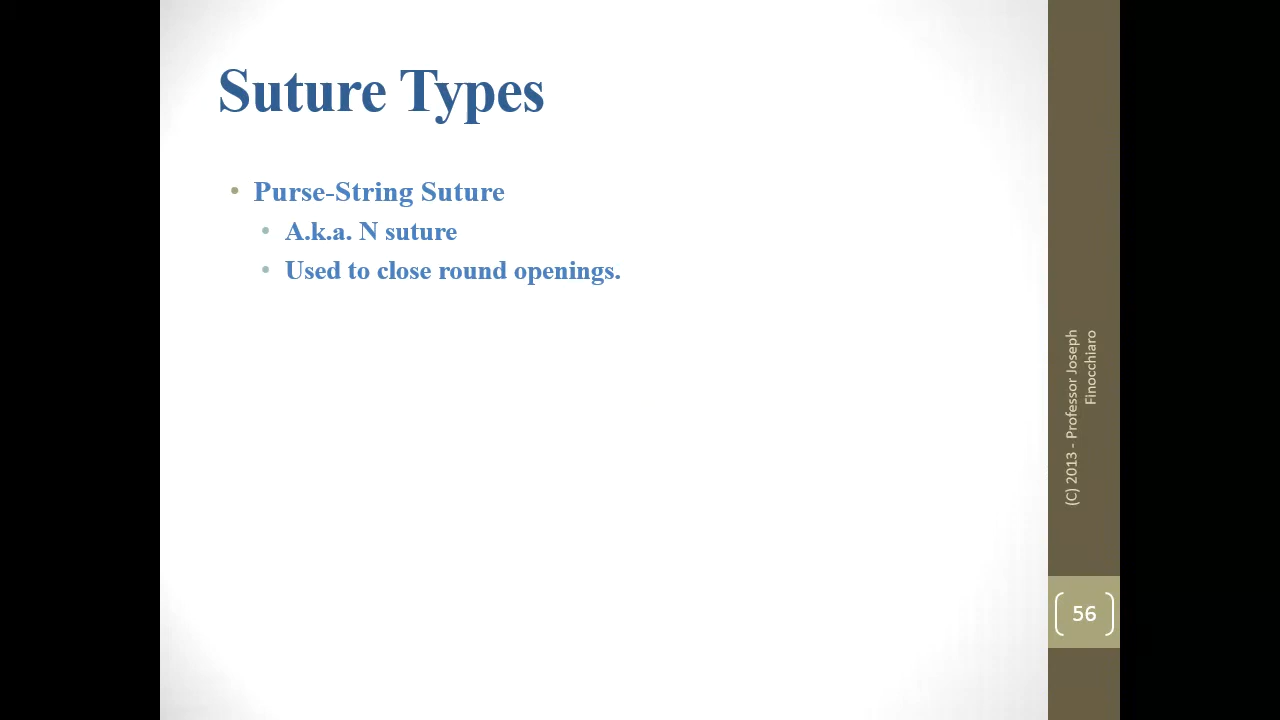 Suture Types
• Purse-String Suture
• A.k.a. N suture
• Used to close round openings.
(C) 2013 - Professor Joseph
Finocchiaro
56